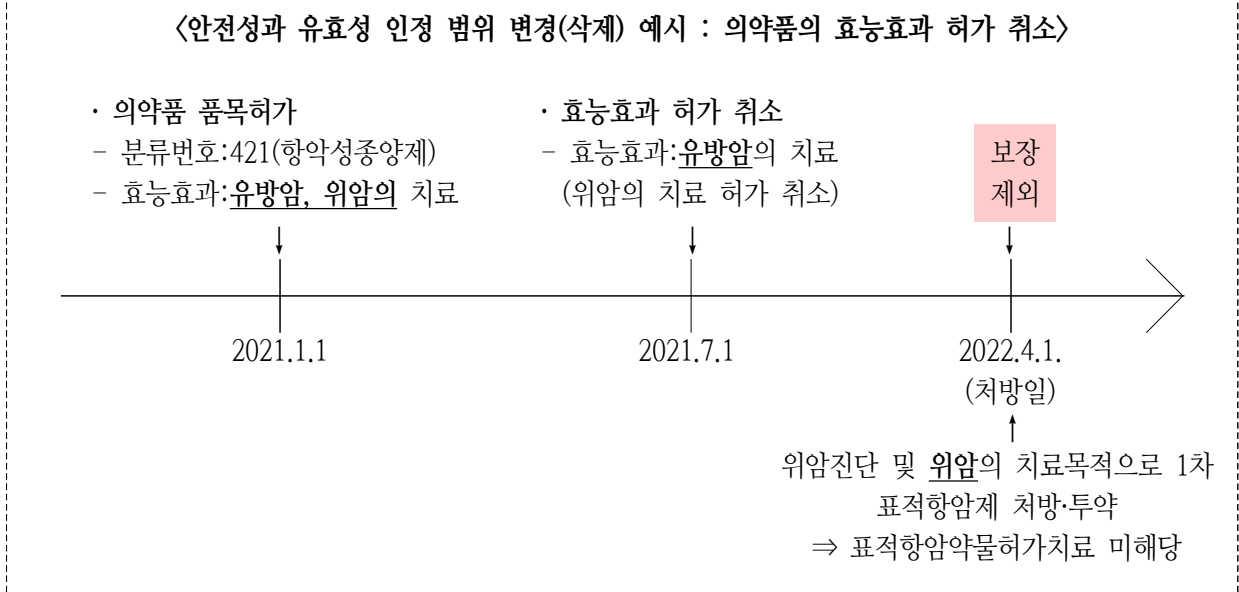 〈안전성과 유효성 인정 범위 변경(삭제) 예시 : 의약품의 효능효과 허가 취소〉
· 의약품 품목허가
- 분류번호:421(항악성종양제)
- 효능효과:유방암, 위암의 치료
· 효능효과 허가 취소
- 효능효과:유방암의 치료
(위암의 치료 허가 취소)
보장
제외
2021.1.1
2021.7.1
2022.4.1.
(처방일)
위암진단 및 위암의 치료목적으로 1차
표적항암제 처방·투약
⇒ 표적항암약물허가치료 미해당